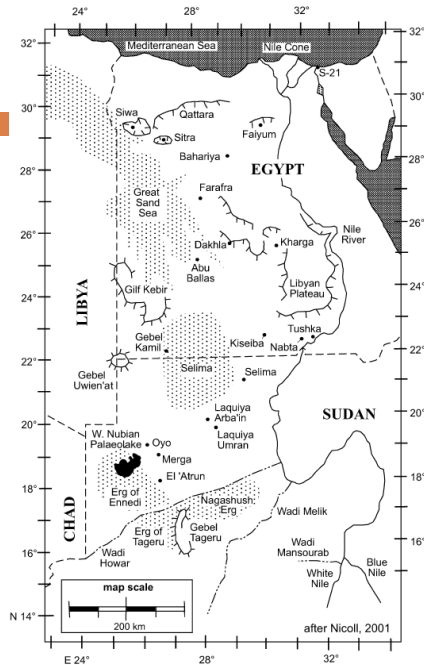 24° 28° 32°
Mediterranean Sea
Nile Cone
32° 32°
S-21
30° 30°
Siwa
Qattara
Sitra
Faiyum
Bahariya
28° 28°
EGYPT
Great
Sand
Sea
Farafra
26° 26°
Nile
River
Dakhla
Kharga
Abu
Ballas
Libyan
Plateau
LIBYA
24° 24°
Gilf Kebir
Gebel
Kamil
Kiseiba
Tushka
Nabta
22° 22°
Gebel
Uwien'at
Selima
Selima
Laquiya
Arba'in
Laquiya
Umran
SUDAN
20° 20°
W. Nubian
Palaeolake
Oyo
Merga
El 'Atrun
18° 18°
Erg of
Ennedi
Nagashush
Erg
CHAD
Erg of
Tageru
Gebel
Tageru
Wadi Melik
16° 16°
Wadi
Howar
Wadi
Mansourab
White
Nile
Blue
Nile
map scale
200 km
N 14° 14°
after Nicoll, 2001
E 24° 28° 32°